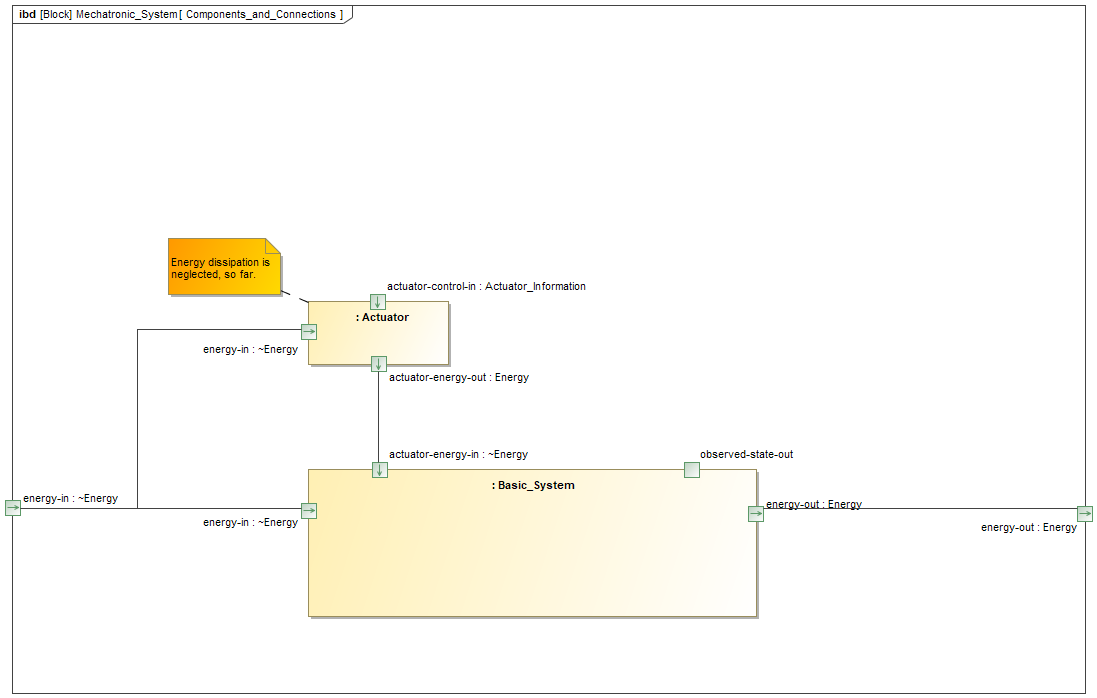 ibd [Block] Mechatronic_System[ Components_and_Connections ]
Energy dissipation is
neglected, so far.
actuator-control-in : Actuator_Information
: Actuator
energy-in : ~Energy
actuator-energy-out : Energy
actuator-energy-in : ~Energy
observed-state-out
: Basic_System
energy-in : ~Energy
energy-out : Energy
energy-in : ~Energy
energy-out : Energy